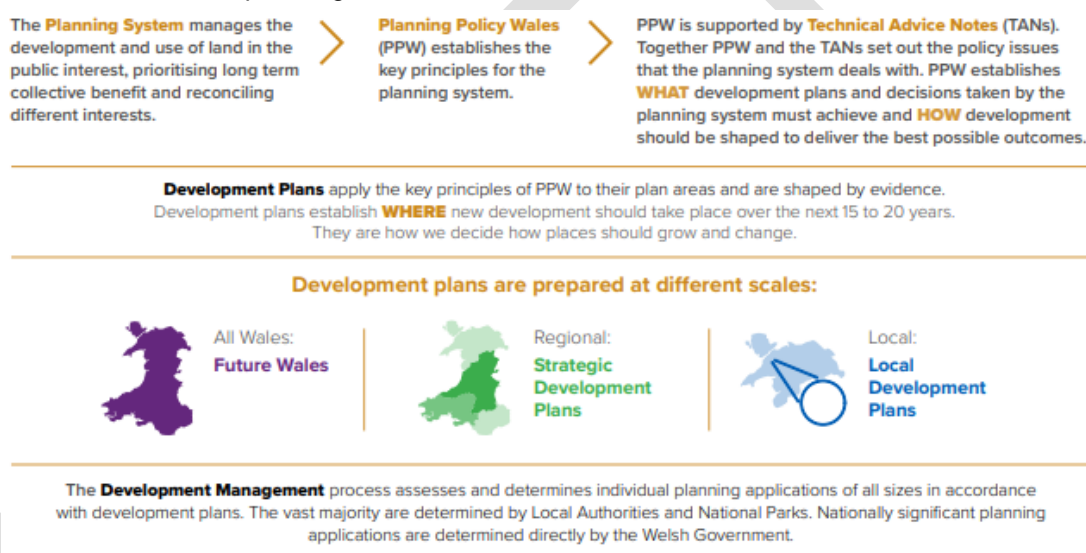 The Planning System manages the
development and use of land in the
public interest, prioritising long term
collective benefit and reconciling
different interests.
Planning Policy Wales
(PPW) establishes the
key principles for the
planning system.
PPW is supported by Technical Advice Notes (TANs).
Together PPW and the TANs set out the policy issues
that the planning system deals with. PPW establishes
WHAT development plans and decisions taken by the
planning system must achieve and HOW development
should be shaped to deliver the best possible outcomes.
Development Plans apply the key principles of PPW to their plan areas and are shaped by evidence.
Development plans establish WHERE new development should take place over the next 15 to 20 years.
They are how we decide how places should grow and change.
Development plans are prepared at different scales:
All Wales:
Future Wales
Regional:
Strategic
Development
Plans
Local:
Local
Development
Plans
The Development Management process assesses and determines individual planning applications of all sizes in accordance
with development plans. The vast majority are determined by Local Authorities and National Parks. Nationally significant planning
applications are determined directly by the Welsh Government.